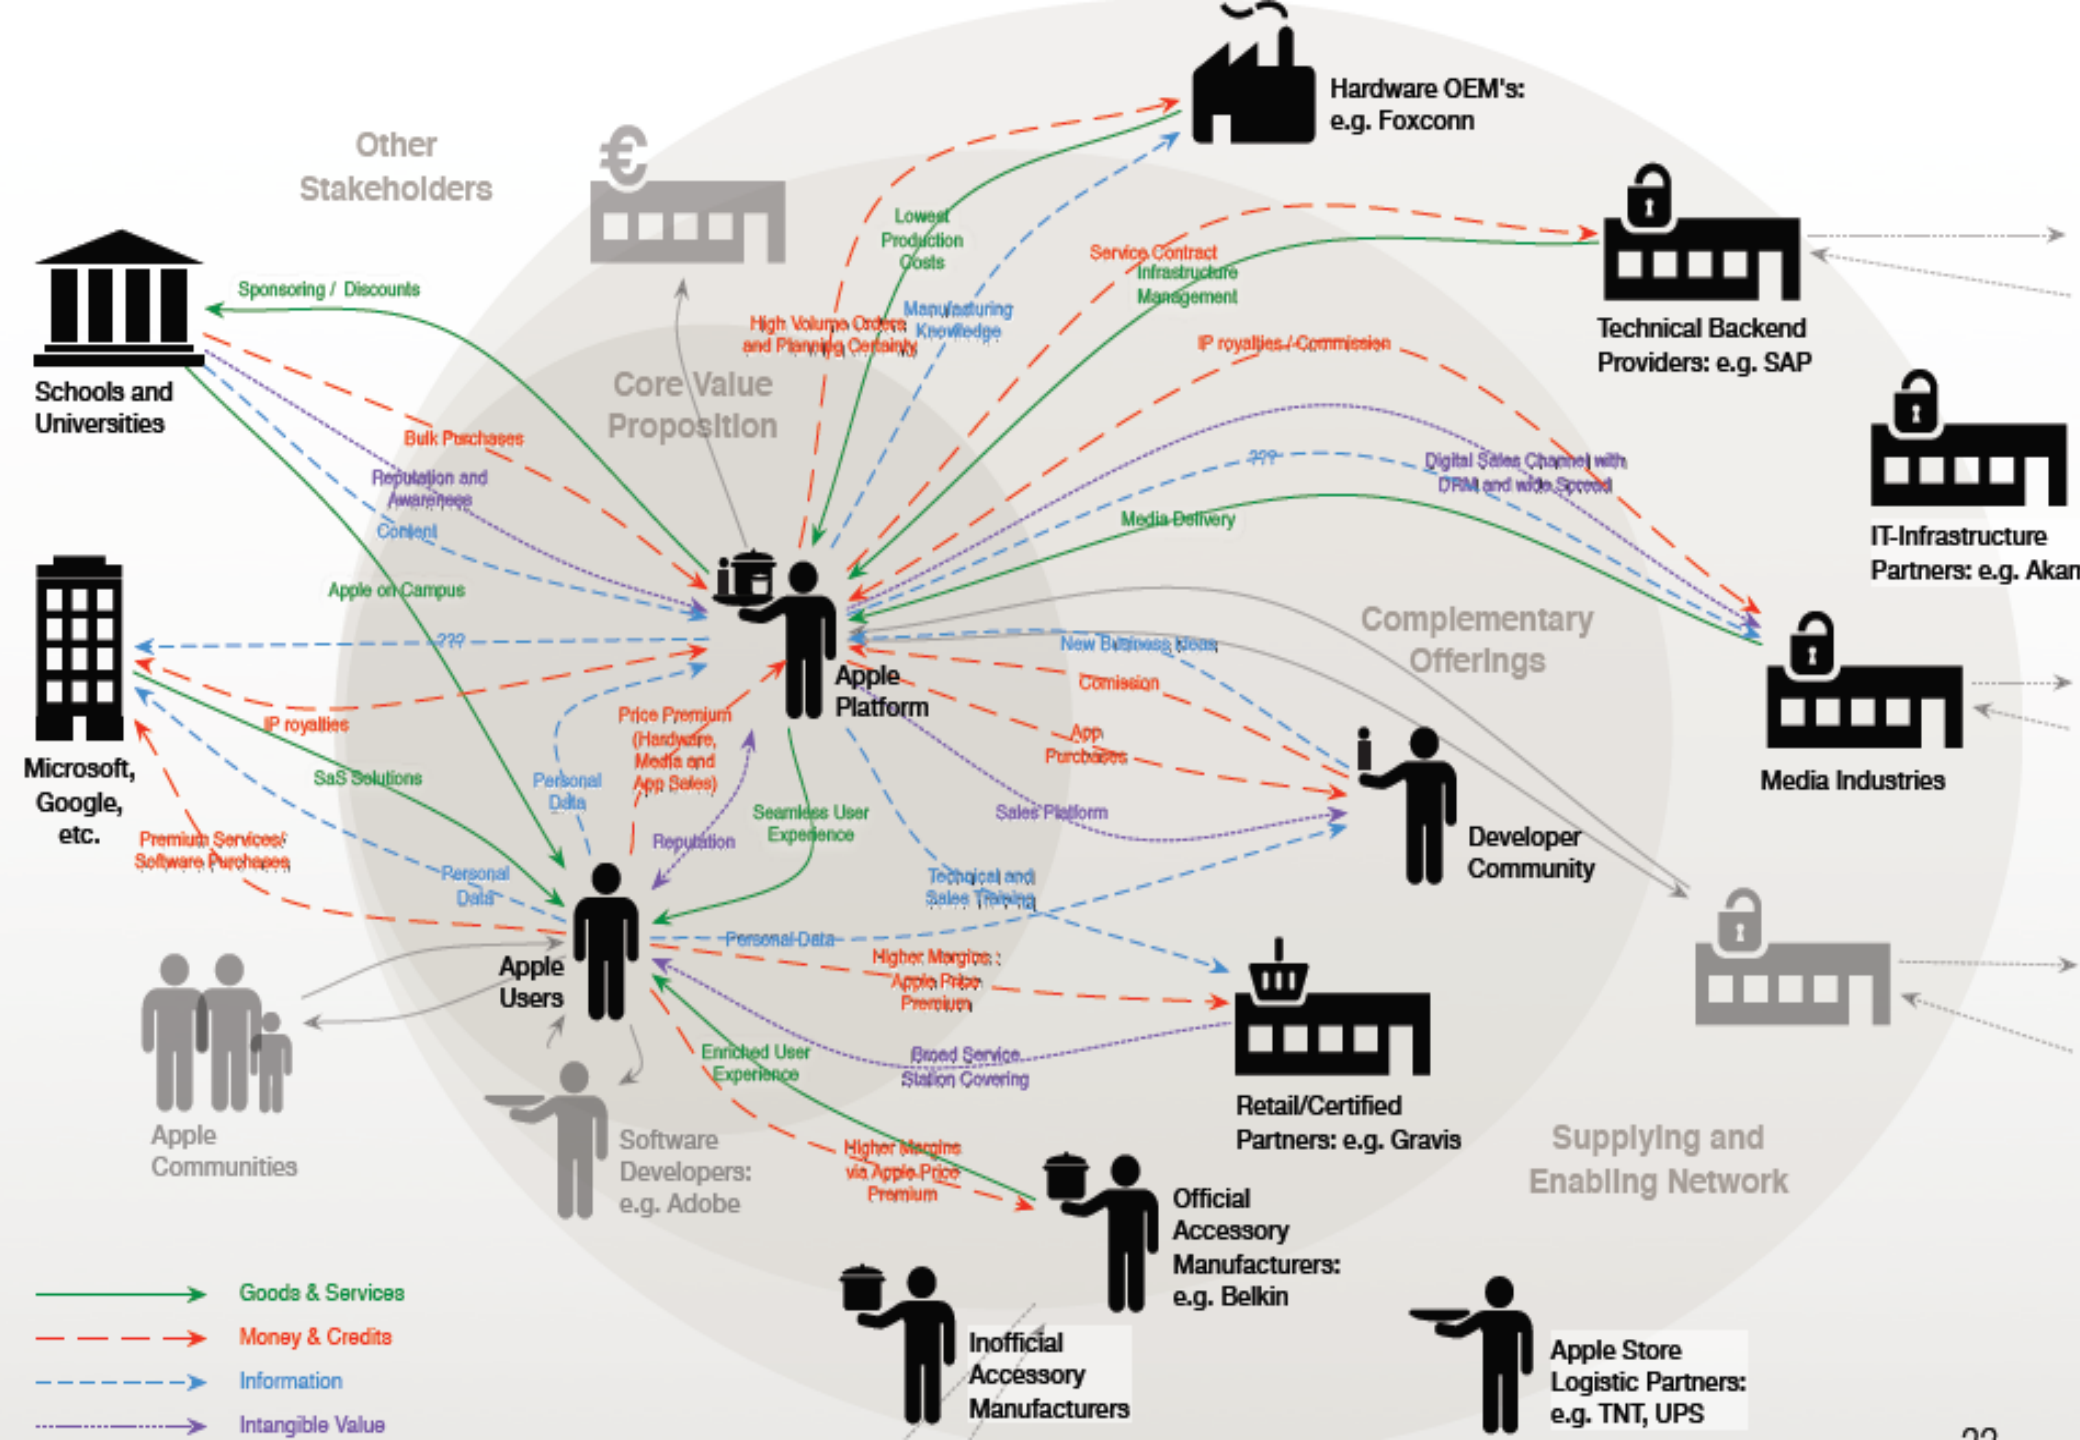 Hardware OEM's:
e.g. Foxconn
Other
Stakeholders
€
Lowest
Production
Costs
Service Contract
Infrastructure
Management
Technical Backend
Providers: e.g. SAP
Sponsoring / Discounts
High Volume Orders
and Planning Certainty
Manufacturing
Knowledge
IP royalties / Commission
Schools and
Universities
Core Value
Proposition
Bulk Purchases
Reputation and
Awareness
Content
???
Digital Sales Channel with
DRM and wide Spread
Media Delivery
IT-Infrastructure
Partners: e.g. Akam
Apple on Campus
???
New Business Ideas
Complementary
Offerings
Apple
Platform
Comission
App
Purchases
IP royalties
Price Premium
(Hardware,
Media and
App Sales)
Microsoft,
Google,
etc.
SaS Solutions
Personal
Data
Media Industries
Premium Services/
Software Purchases
Reputation
Seamless User
Experience
Sales Platform
Developer
Community
Personal
Data
Technical and
Sales Training
Personal Data
Apple
Users
Higher Margins
Apple Price
Premium
Enriched User
Experience
Broad Service
Station Covering
Retail/Certified
Partners: e.g. Gravis
Apple
Communities
Software
Developers:
e.g. Adobe
Higher Margins
via Apple Price
Premium
Supplying and
Enabling Network
Official
Accessory
Manufacturers:
e.g. Belkin
Goods & Services
Money & Credits
Information
Intangible Value
Inofficial
Accessory
Manufacturers
Apple Store
Logistic Partners:
e.g. TNT, UPS